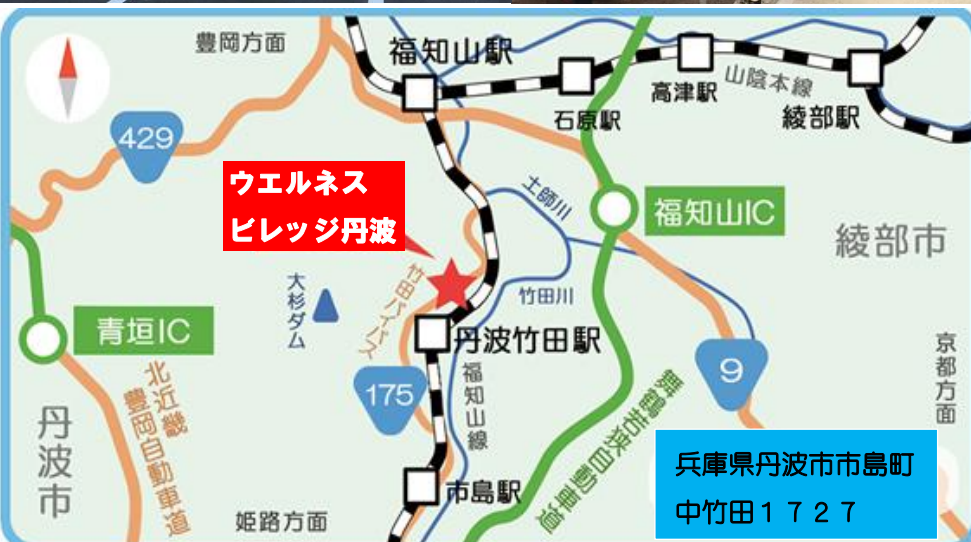 豊岡方面
福知山駅
高津駅
山陰本線
石原駅
綾部駅
429
ウエルネス
ビレッジ丹波
土師川
福知山IC
綾部市
大杉ダム
竹田バイパス
竹田川
青垣IC
丹波竹田駅
北近畿
豊岡自動車道
175
福知山線
舞鶴若狭自動車道
9
京都方面
丹波市
市島駅
姫路方面
兵庫県丹波市市島町
中竹田１７２７